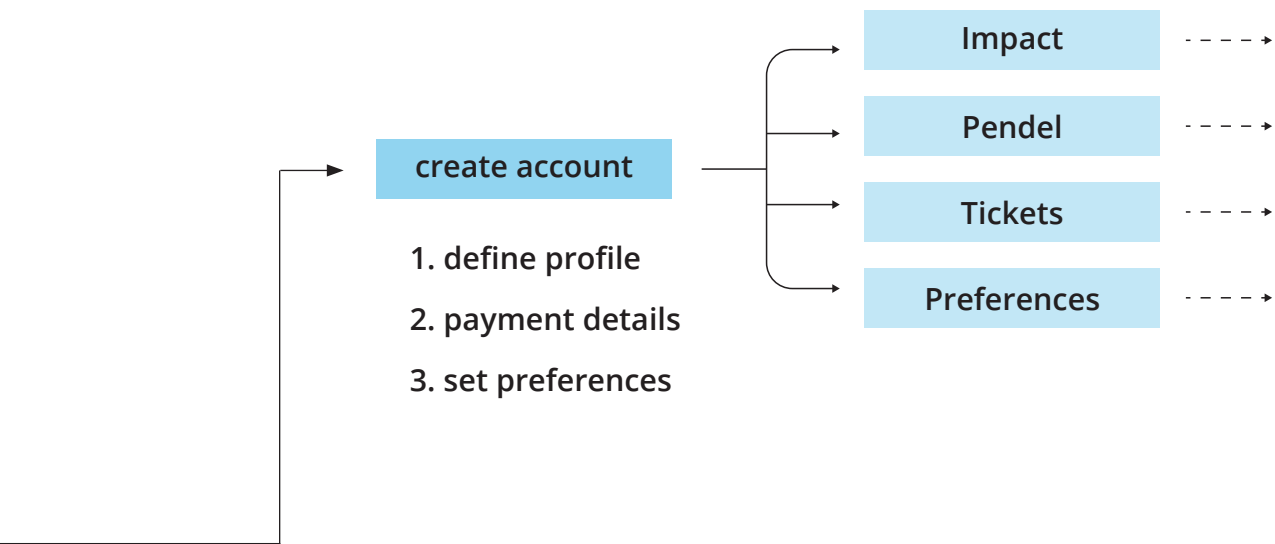 create account
1. define profile
2. payment details
3. set preferences
Impact
Pendel
Tickets
Preferences